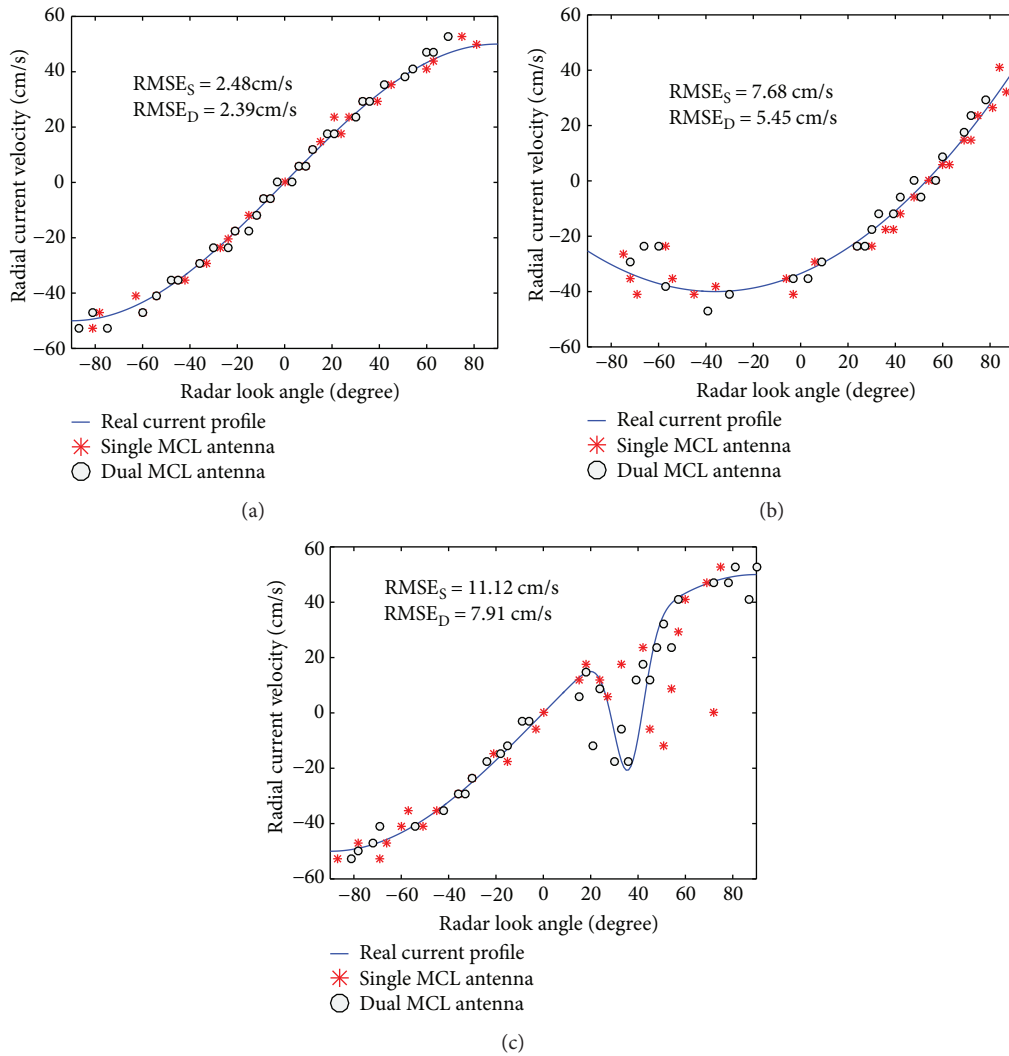 60
40
20
0
−20
−40
−60
Radial current velocity (cm/s)
RMSE_S = 2.48cm/s
RMSE_D = 2.39cm/s
−80 −60 −40 −20 0 20 40 60 80
Radar look angle (degree)
Real current profile
Single MCL antenna
Dual MCL antenna
(a)
60
40
20
0
−20
−40
−60
Radial current velocity (cm/s)
RMSE_S = 7.68 cm/s
RMSE_D = 5.45 cm/s
−80 −60 −40 −20 0 20 40 60 80
Radar look angle (degree)
Real current profile
Single MCL antenna
Dual MCL antenna
(b)
60
40
20
0
−20
−40
−60
Radial current velocity (cm/s)
RMSE_S = 11.12 cm/s
RMSE_D = 7.91 cm/s
−80 −60 −40 −20 0 20 40 60 80
Radar look angle (degree)
Real current profile
Single MCL antenna
Dual MCL antenna
(c)